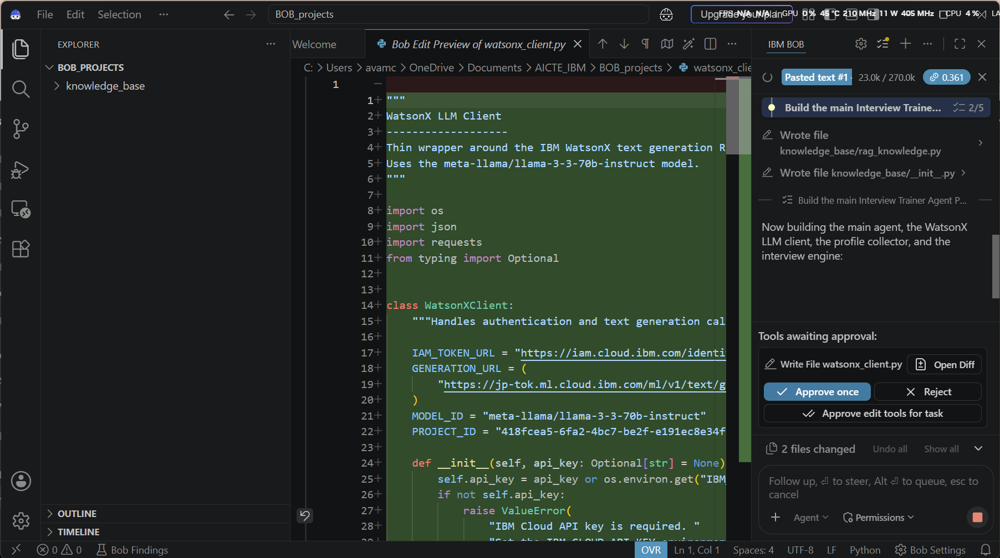 File Edit Selection ··· BOB_projects Upgrade your plan FPS N/A N/A GPU 0% 45°C 210 MHz 11 W 405 MHz CPU 4% LA
EXPLORER ···
BOB_PROJECTS
knowledge_base
OUTLINE
TIMELINE
Welcome Bob Edit Preview of watsonx_client.py
C: > Users > avamc > OneDrive > Documents > AICTE_IBM > BOB_projects > watsonx_clie
1 —
1+ """
2+ WatsonX LLM Client
3+ -------------------
4+ Thin wrapper around the IBM WatsonX text generation R
5+ Uses the meta-llama/llama-3-3-70b-instruct model.
6+ """
7+
8+ import os
9+ import json
10+ import requests
11+ from typing import Optional
12+
13+
14+ class WatsonXClient:
15+ """Handles authentication and text generation cal
16+
17+ IAM_TOKEN_URL = "https://iam.cloud.ibm.com/identi
18+ GENERATION_URL = (
19+ "https://jp-tok.ml.cloud.ibm.com/ml/v1/text/g
20+ )
21+ MODEL_ID = "meta-llama/llama-3-3-70b-instruct"
22+ PROJECT_ID = "418fcea5-6fa2-4bc7-be2f-e191ec8e34f
23+
24+ def __init__(self, api_key: Optional[str] = None)
25+ self.api_key = api_key or os.environ.get("IBM
26+ if not self.api_key:
27+ raise ValueError(
28+ "IBM Cloud API key is required. "
29+ "Set the IBM_CLOUD_API_KEY environmen
IBM BOB
Pasted text #1 23.0k / 270.0k 0.361
Build the main Interview Traine... 2/5
Wrote file
knowledge_base/rag_knowledge.py
Wrote file knowledge_base/__init__.py
Build the main Interview Trainer Agent P...
Now building the main agent, the WatsonX
LLM client, the profile collector, and the
interview engine:
Tools awaiting approval:
Write File watsonx_client.py Open Diff
Approve once Reject
Approve edit tools for task
2 files changed Undo all Show all
Follow up, ⏎ to steer, Alt ⏎ to queue, esc to
cancel
Agent Permissions
0 0 Bob Findings OVR Ln 1, Col 1 Spaces: 4 UTF-8 LF Python Bob Settings